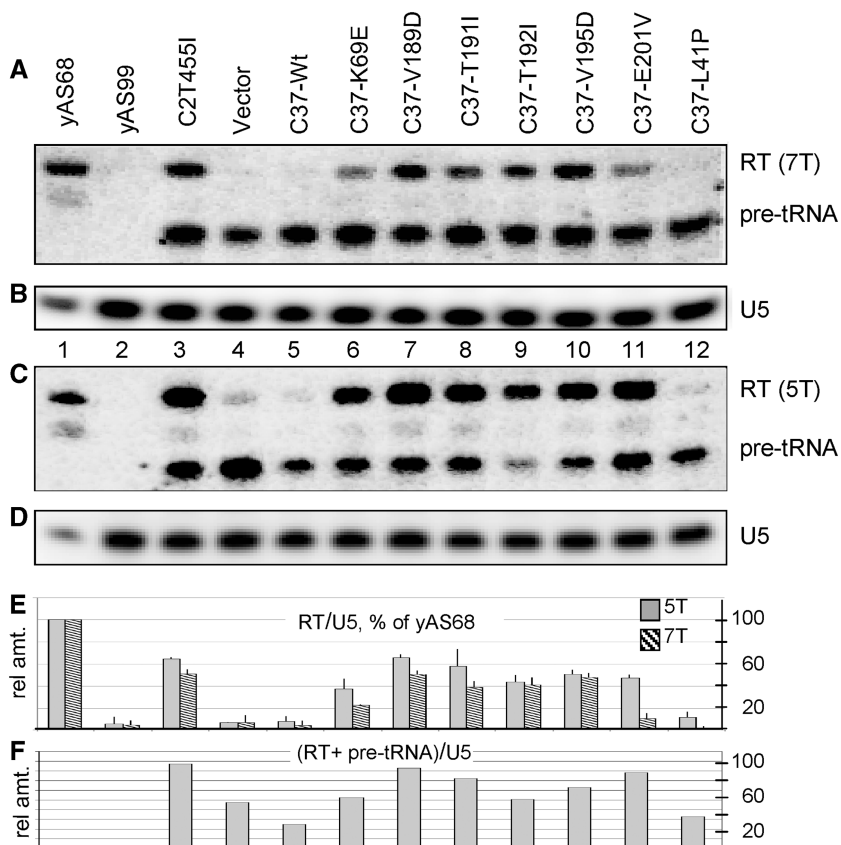 A
yAS68
yAS99
C2T455I
Vector
C37-Wt
C37-K69E
C37-V189D
C37-T191I
C37-T192I
C37-V195D
C37-E201V
C37-L41P
RT (7T)
pre-tRNA
B
U5
1 2 3 4 5 6 7 8 9 10 11 12
C
RT (5T)
pre-tRNA
D
U5
E
rel amt.
RT/U5, % of yAS68
5T
7T
100
60
20
F
rel amt.
(RT+ pre-tRNA)/U5
100
60
20